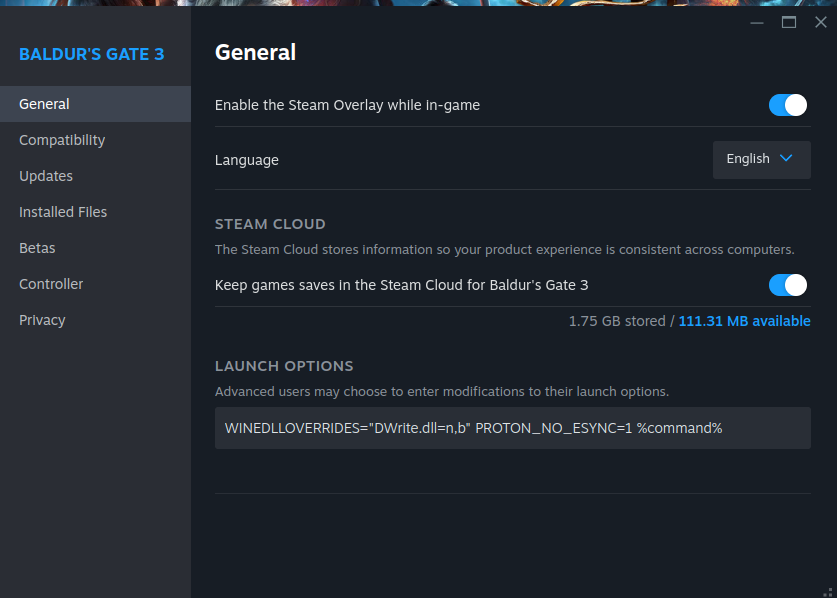 BALDUR'S GATE 3
General
Compatibility
Updates
Installed Files
Betas
Controller
Privacy
General
Enable the Steam Overlay while in-game
Language
English
STEAM CLOUD
The Steam Cloud stores information so your product experience is consistent across computers.
Keep games saves in the Steam Cloud for Baldur's Gate 3
1.75 GB stored / 111.31 MB available
LAUNCH OPTIONS
Advanced users may choose to enter modifications to their launch options.
WINEDLLOVERRIDES="DWrite.dll=n,b" PROTON_NO_ESYNC=1 %command%